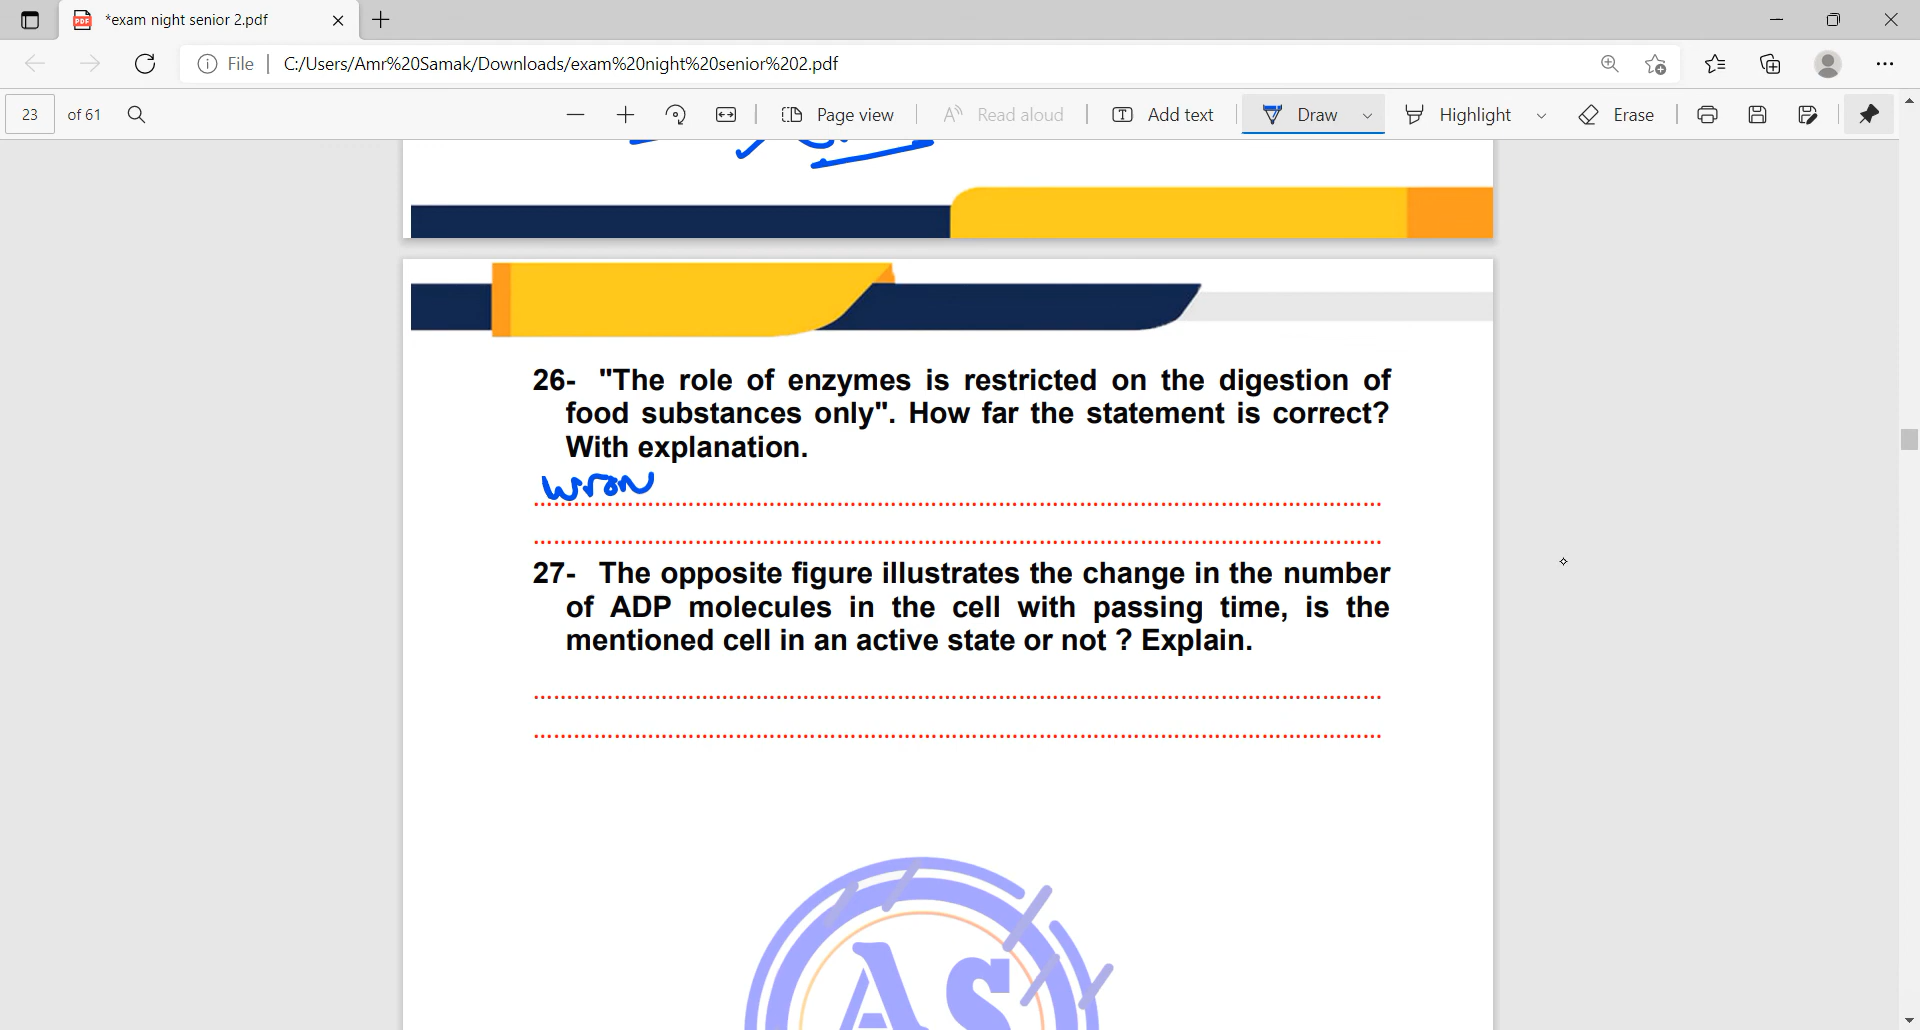 *exam night senior 2.pdf
File
C:/Users/Amr%20Samak/Downloads/exam%20night%20senior%202.pdf
23 of 61
Page view
Read aloud
Add text
Draw
Highlight
Erase
26- "The role of enzymes is restricted on the digestion of
food substances only". How far the statement is correct?
With explanation.
wron
27- The opposite figure illustrates the change in the number
of ADP molecules in the cell with passing time, is the
mentioned cell in an active state or not ? Explain.
AS